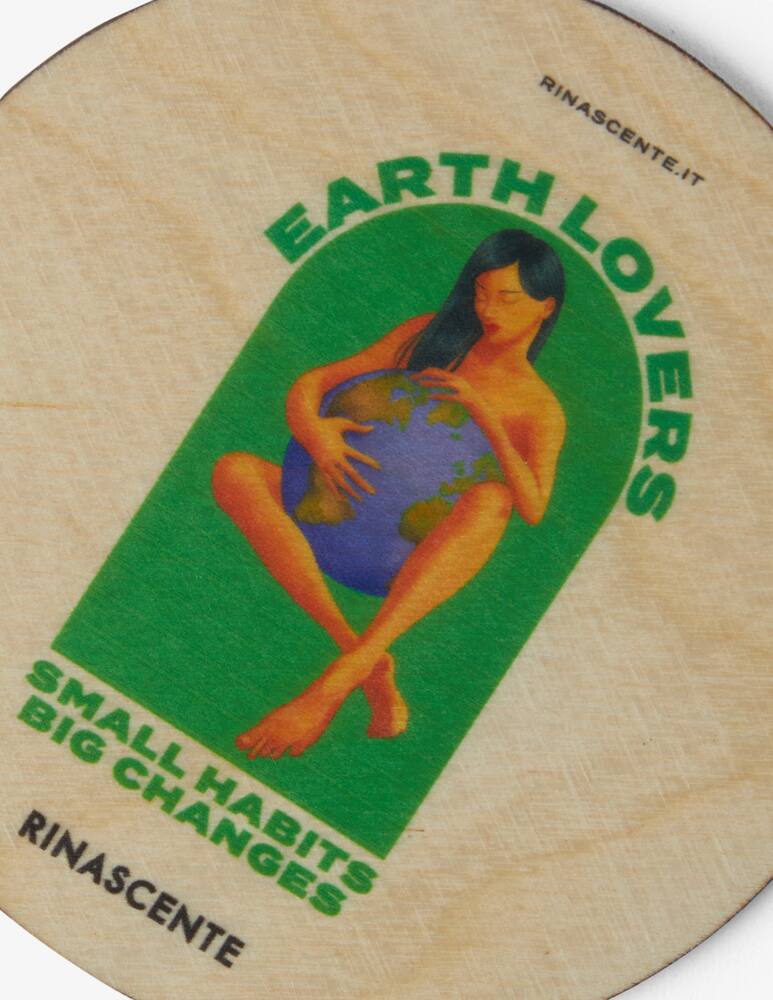 RINASCENTE.IT
EARTH LOVERS
SMALL HABITS
BIG CHANGES
RINASCENTE